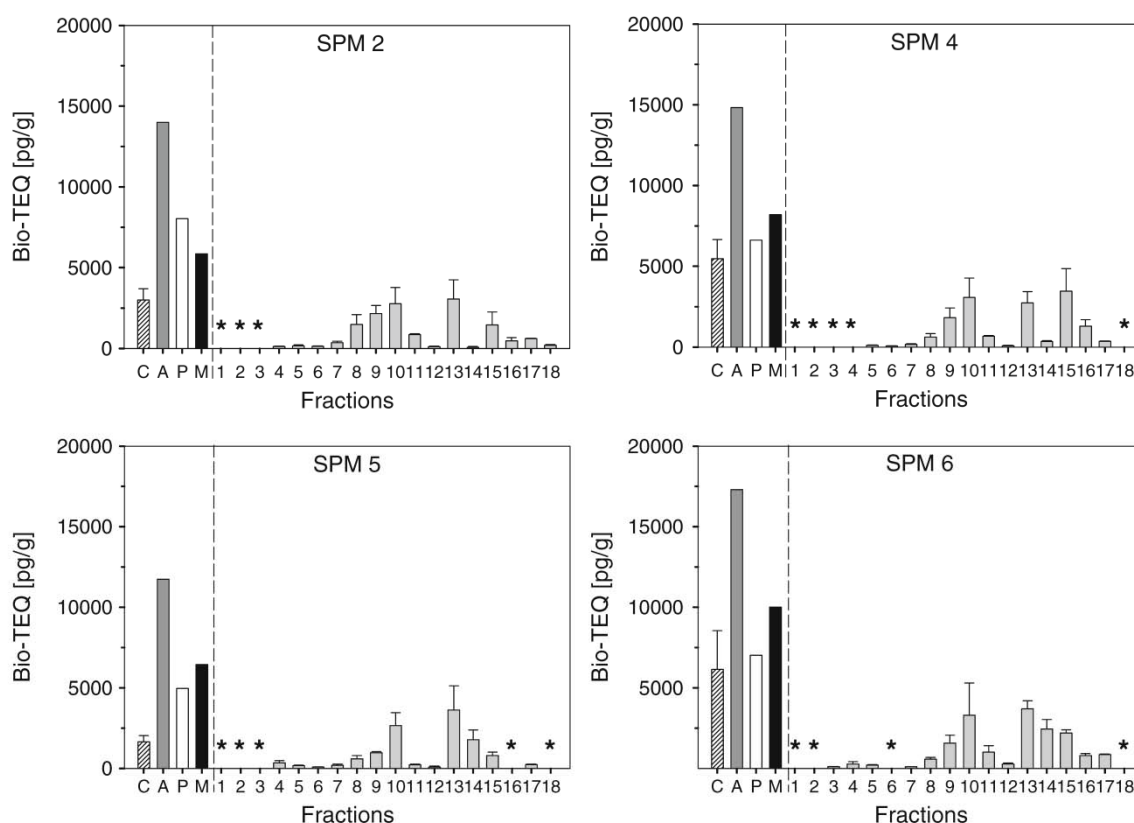 SPM 2
20000
15000
10000
5000
0
Bio-TEQ [pg/g]
* * *
C A P M 1 2 3 4 5 6 7 8 9 10 11 12 13 14 15 16 17 18
Fractions
SPM 4
20000
15000
10000
5000
0
Bio-TEQ [pg/g]
* * * * *
C A P M 1 2 3 4 5 6 7 8 9 10 11 12 13 14 15 16 17 18
Fractions
SPM 5
20000
15000
10000
5000
0
Bio-TEQ [pg/g]
* * * * *
C A P M 1 2 3 4 5 6 7 8 9 10 11 12 13 14 15 16 17 18
Fractions
SPM 6
20000
15000
10000
5000
0
Bio-TEQ [pg/g]
* * * *
C A P M 1 2 3 4 5 6 7 8 9 10 11 12 13 14 15 16 17 18
Fractions